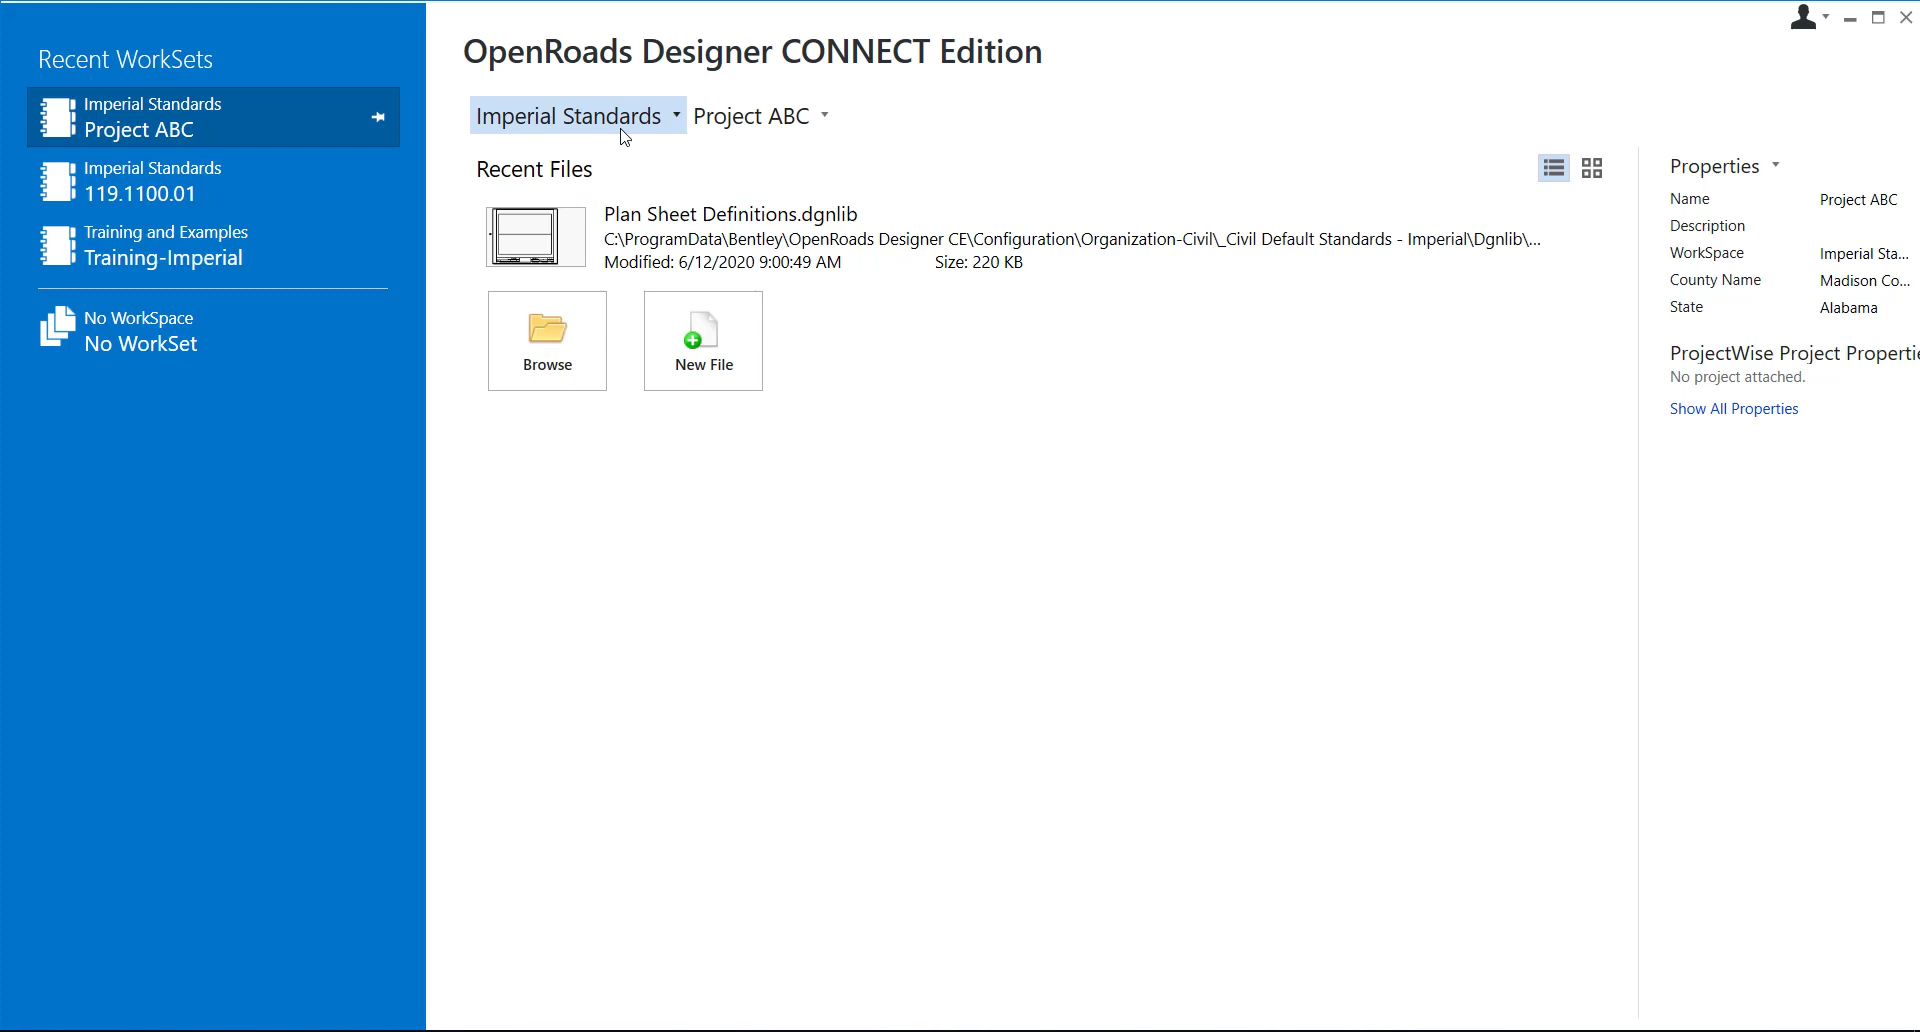 Recent WorkSets
Imperial Standards
Project ABC
Imperial Standards
119.1100.01
Training and Examples
Training-Imperial
No WorkSpace
No WorkSet
OpenRoads Designer CONNECT Edition
Imperial Standards Project ABC
Recent Files
Plan Sheet Definitions.dgnlib
C:\ProgramData\Bentley\OpenRoads Designer CE\Configuration\Organization-Civil\_Civil Default Standards - Imperial\Dgnlib\...
Modified: 6/12/2020 9:00:49 AM Size: 220 KB
Browse
New File
Properties
Name Project ABC
Description
WorkSpace Imperial Sta...
County Name Madison Co...
State Alabama
ProjectWise Project Propertie
No project attached.
Show All Properties